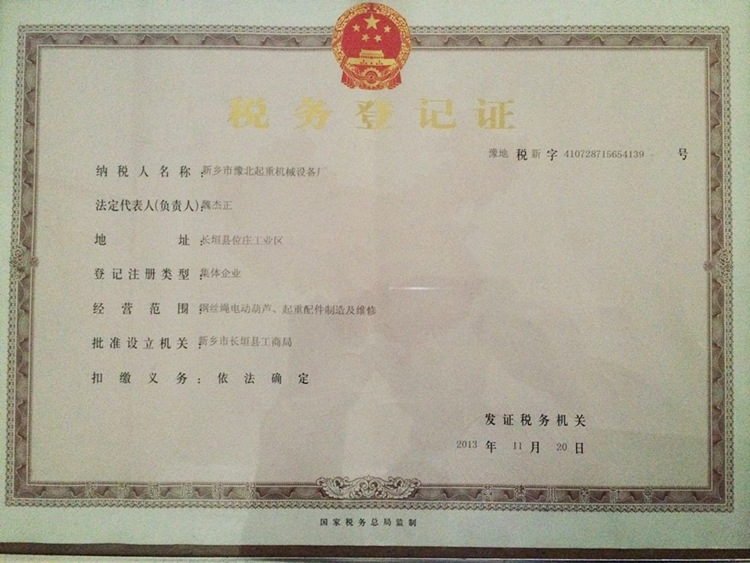 税务登记证
豫地 税 新 字 410728715654139 号
纳税人名称：新乡市豫北起重机械设备厂
法定代表人(负责人)：魏杰正
地 址：长垣县位庄工业区
登记注册类型：集体企业
经营范围：钢丝绳电动葫芦、起重配件制造及维修
批准设立机关：新乡市长垣县工商局
扣缴义务：依法确定
发证税务机关
2013 年 11 月 20 日
国家税务总局监制